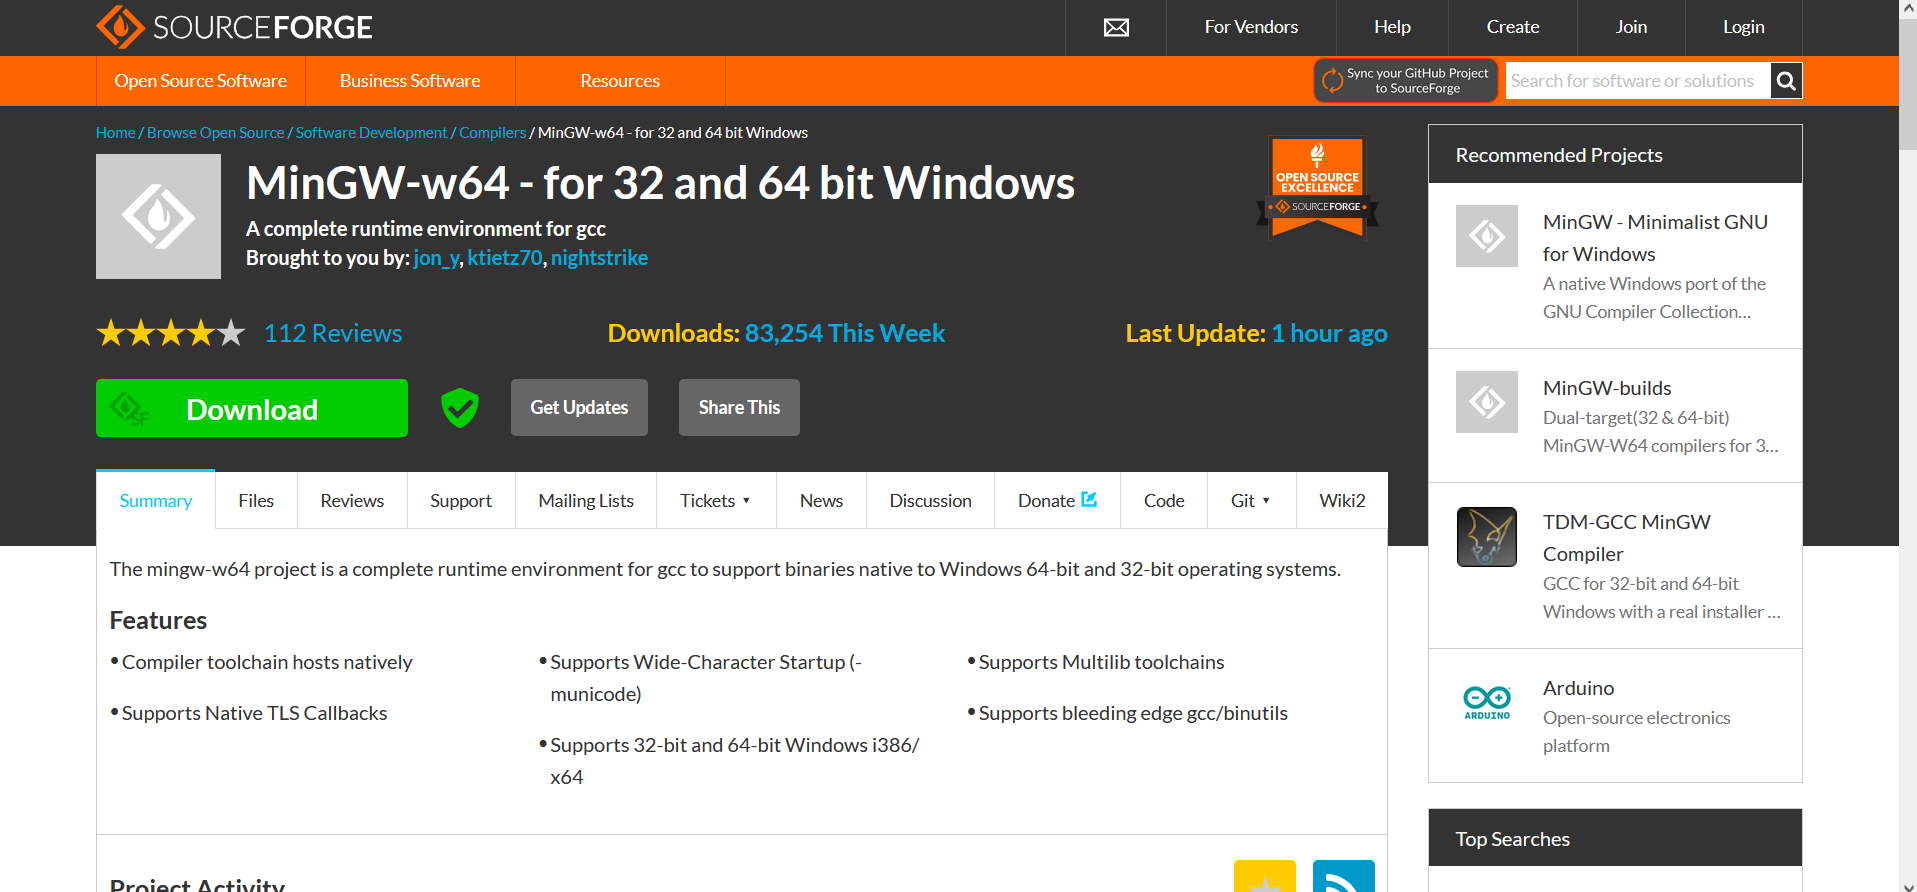 SOURCEFORGE
For Vendors
Help
Create
Join
Login
Open Source Software
Business Software
Resources
Sync your GitHub Project
to SourceForge
Search for software or solutions
Home / Browse Open Source / Software Development / Compilers / MinGW-w64 - for 32 and 64 bit Windows
MinGW-w64 - for 32 and 64 bit Windows
A complete runtime environment for gcc
Brought to you by: jon_y, ktietz70, nightstrike
OPEN SOURCE
EXCELLENCE
SOURCEFORGE
112 Reviews
Downloads: 83,254 This Week
Last Update: 1 hour ago
SF
Download
Get Updates
Share This
Summary
Files
Reviews
Support
Mailing Lists
Tickets
News
Discussion
Donate
Code
Git
Wiki2
The mingw-w64 project is a complete runtime environment for gcc to support binaries native to Windows 64-bit and 32-bit operating systems.
Features
• Compiler toolchain hosts natively
• Supports Native TLS Callbacks
• Supports Wide-Character Startup (-
municode)
• Supports 32-bit and 64-bit Windows i386/
x64
• Supports Multilib toolchains
• Supports bleeding edge gcc/binutils
Project Activity
Recommended Projects
MinGW - Minimalist GNU
for Windows
A native Windows port of the
GNU Compiler Collection...
MinGW-builds
Dual-target(32 & 64-bit)
MinGW-W64 compilers for 3...
TDM-GCC MinGW
Compiler
GCC for 32-bit and 64-bit
Windows with a real installer ...
ARDUINO
Arduino
Open-source electronics
platform
Top Searches